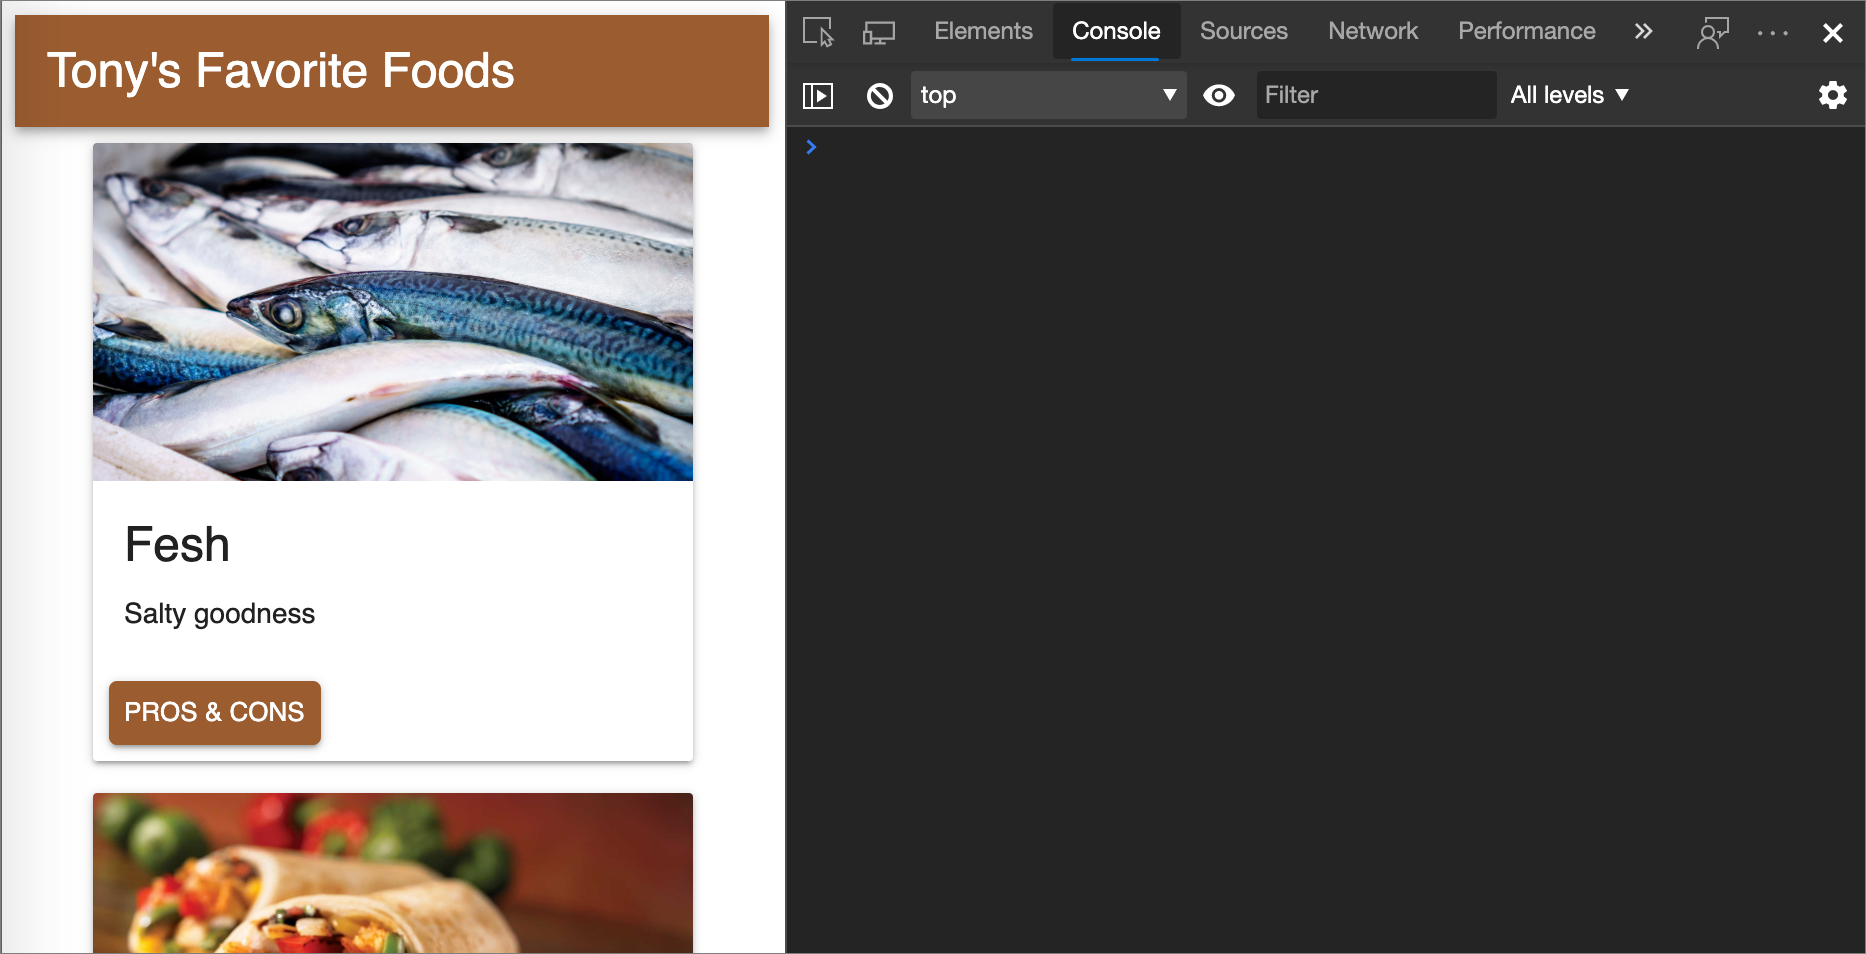 Tony's Favorite Foods
Fesh
Salty goodness
PROS & CONS
Elements Console Sources Network Performance
top Filter All levels